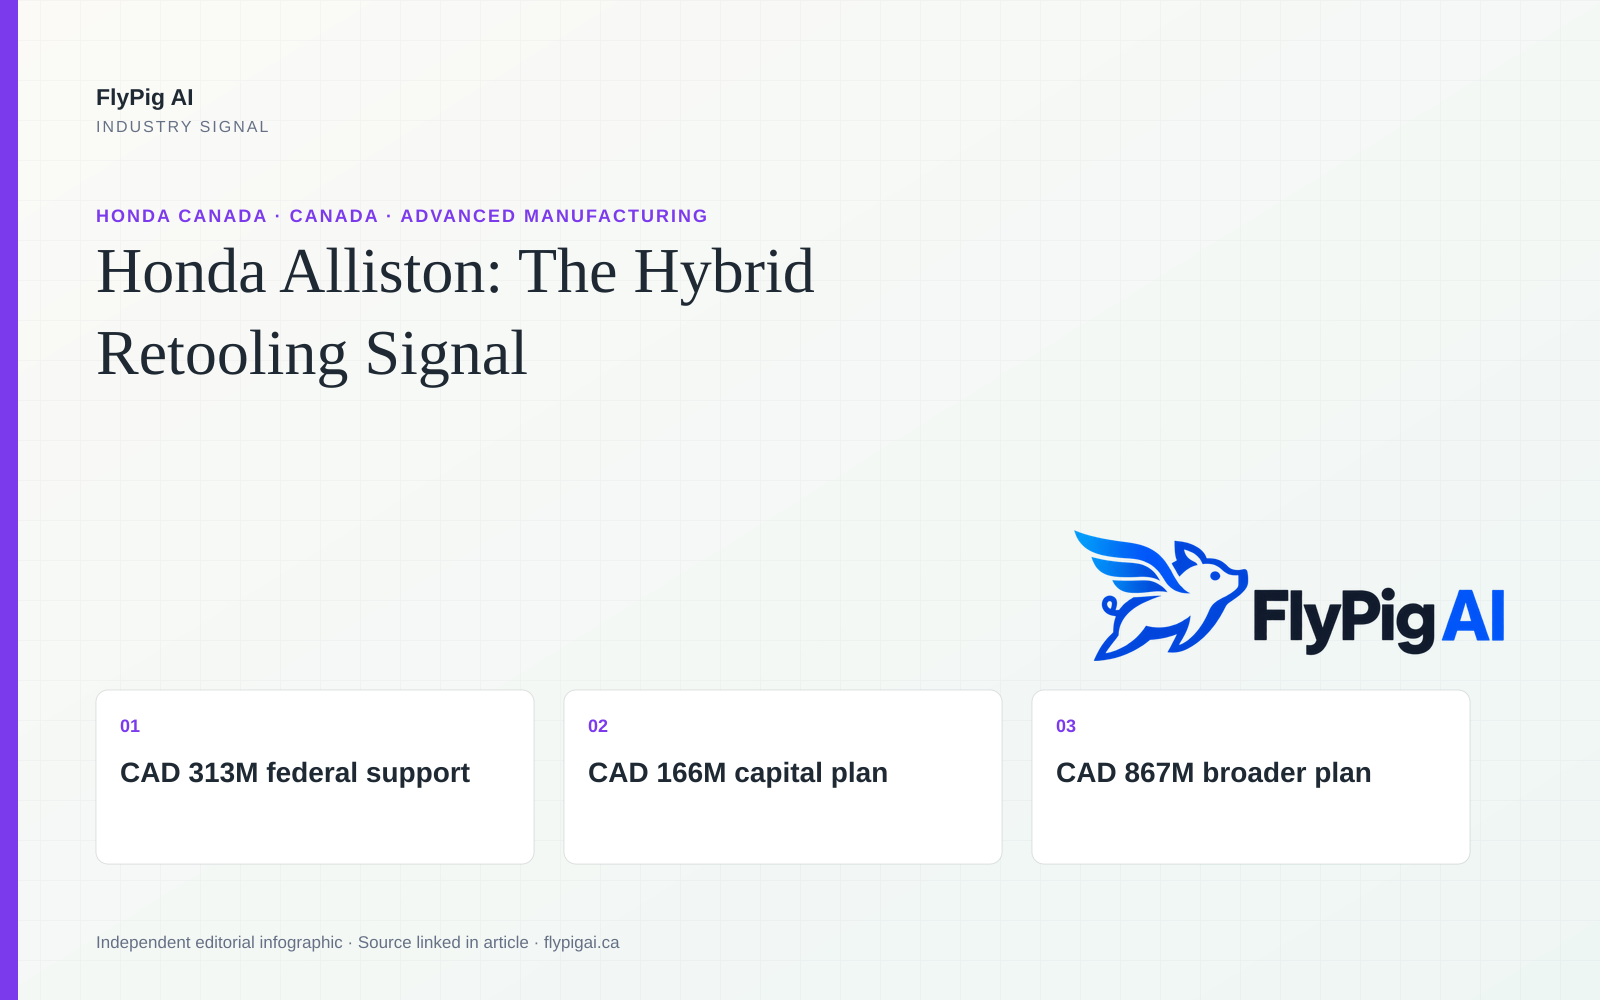 FlyPig AI
INDUSTRY SIGNAL
HONDA CANADA · CANADA · ADVANCED MANUFACTURING
Honda Alliston: The Hybrid
Retooling Signal
FlyPig AI
01
CAD 313M federal support
02
CAD 166M capital plan
03
CAD 867M broader plan
Independent editorial infographic · Source linked in article · flypigai.ca